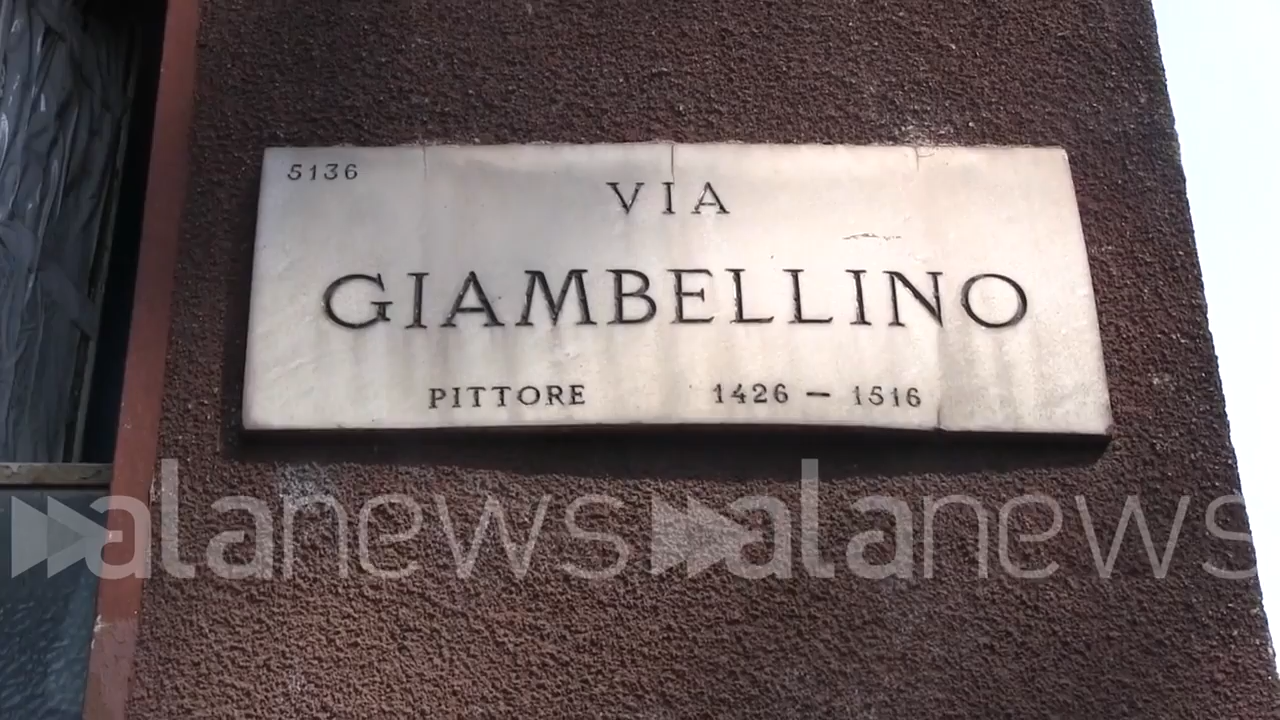 5136
VIA
GIAMBELLINO
PITTORE 1426 – 1516
alanews alanews